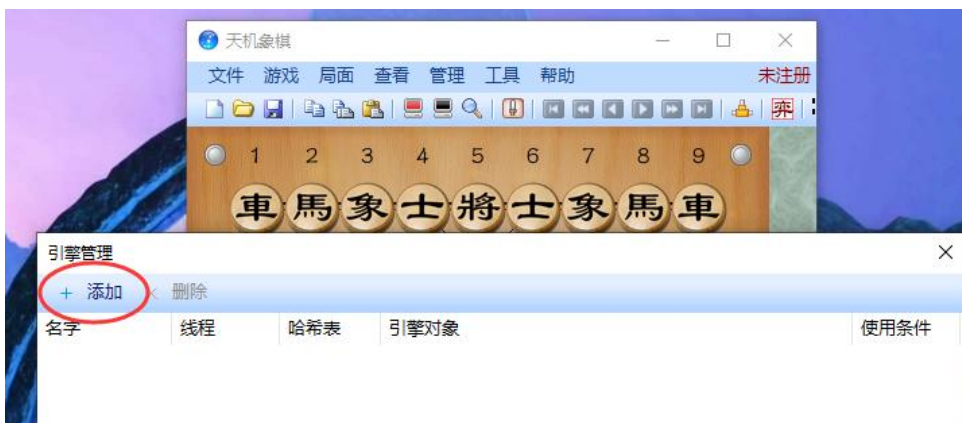 天机象棋
文件 游戏 局面 查看 管理 工具 帮助 未注册
弈
1 2 3 4 5 6 7 8 9
車 馬 象 士 將 士 象 馬 車
引擎管理
+ 添加 × 删除
名字 线程 哈希表 引擎对象 使用条件